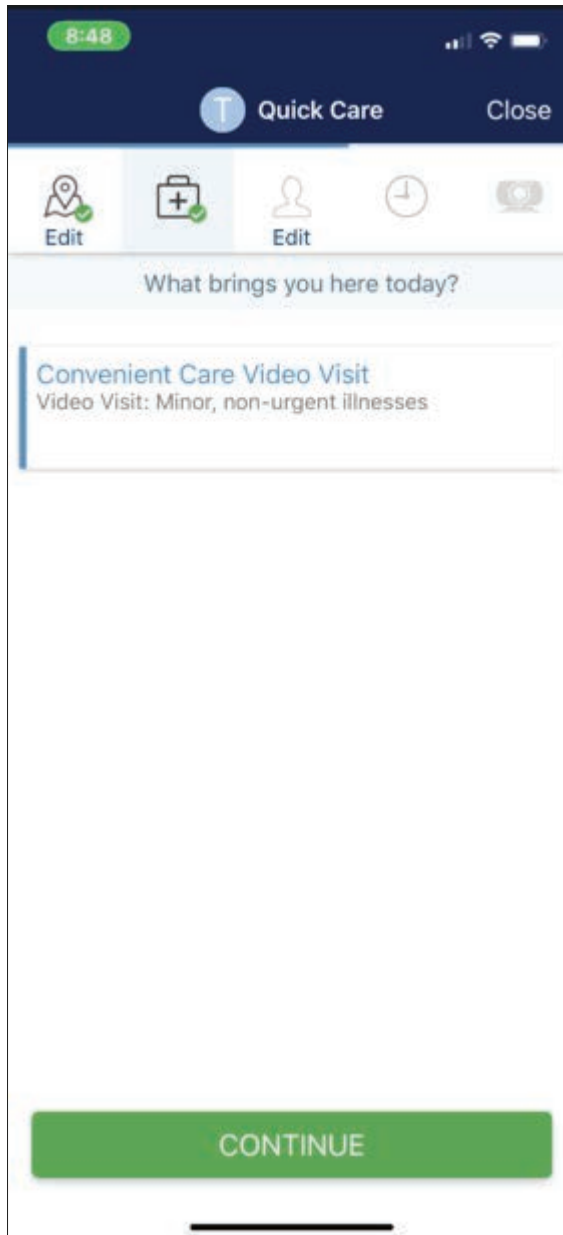 8:48
T Quick Care Close
Edit Edit
What brings you here today?
Convenient Care Video Visit
Video Visit: Minor, non-urgent illnesses
CONTINUE